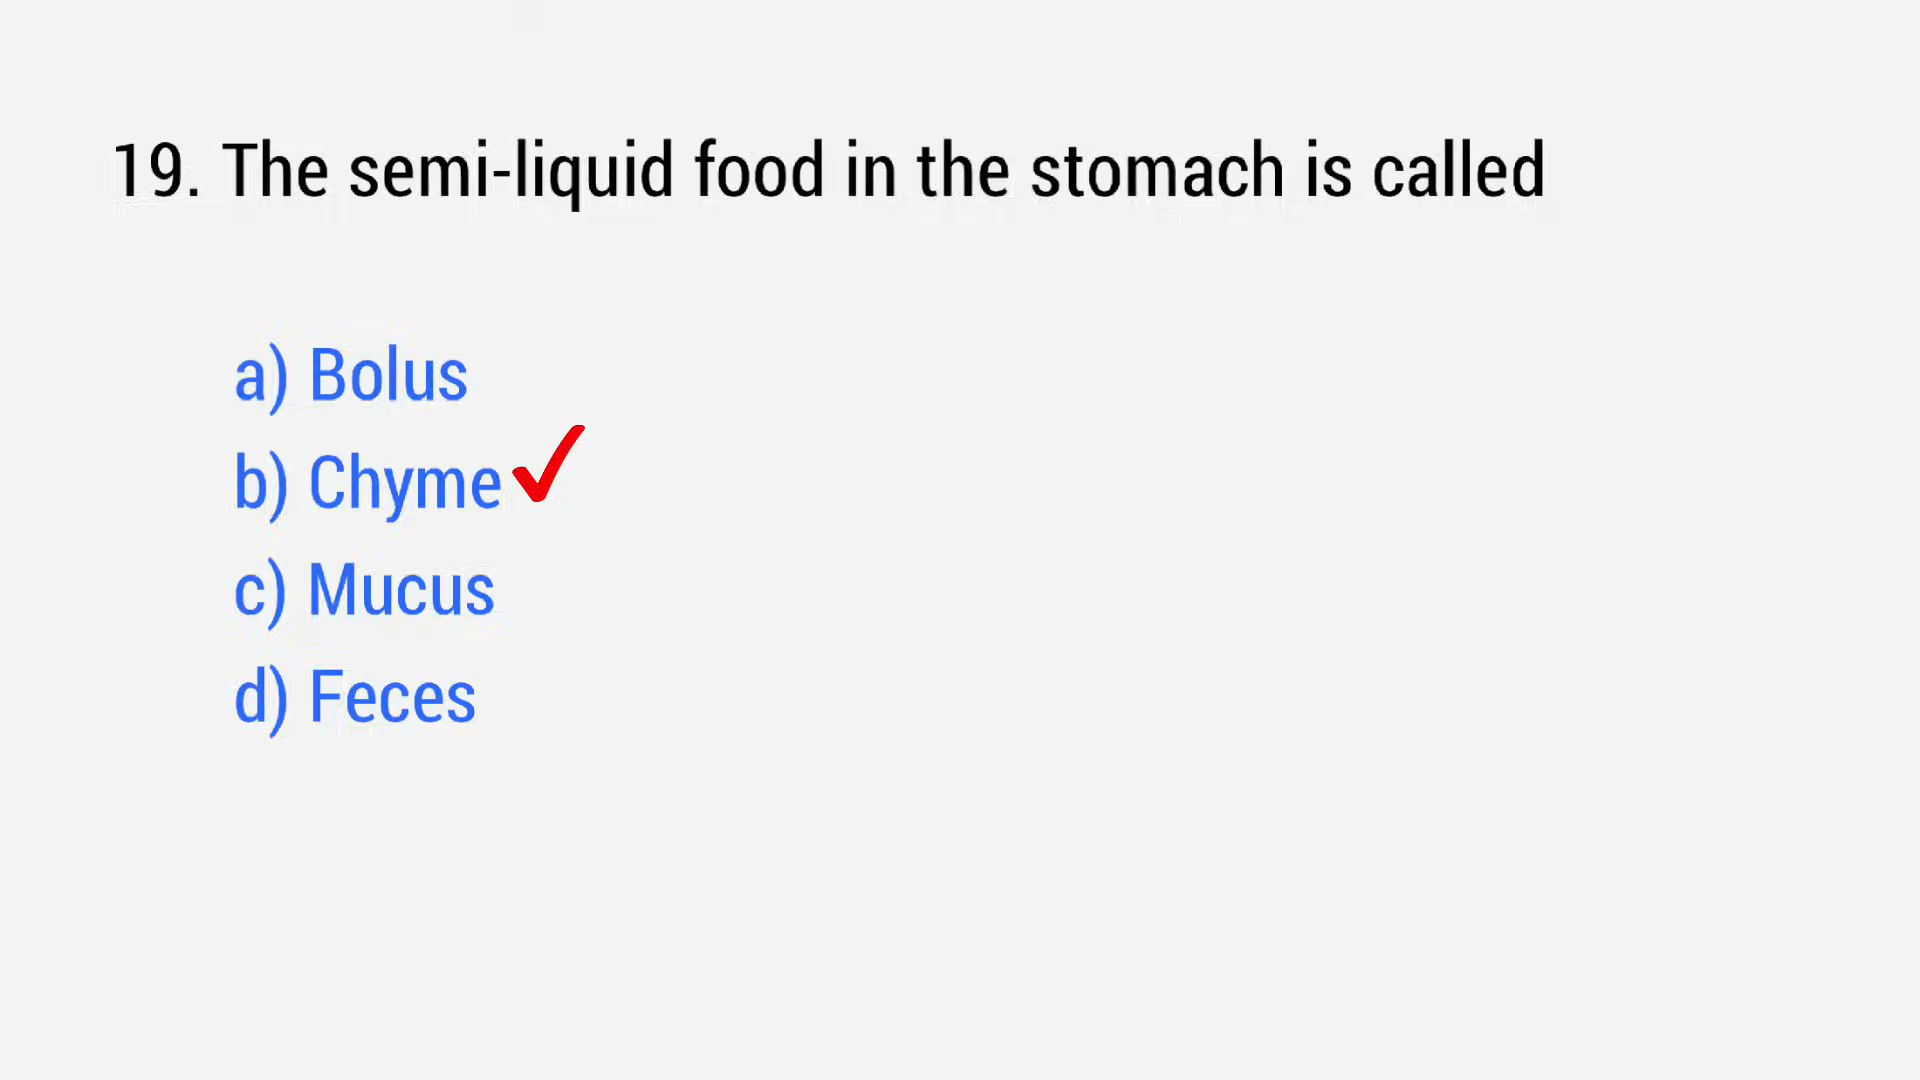 19. The semi-liquid food in the stomach is called
a) Bolus
b) Chyme
c) Mucus
d) Feces